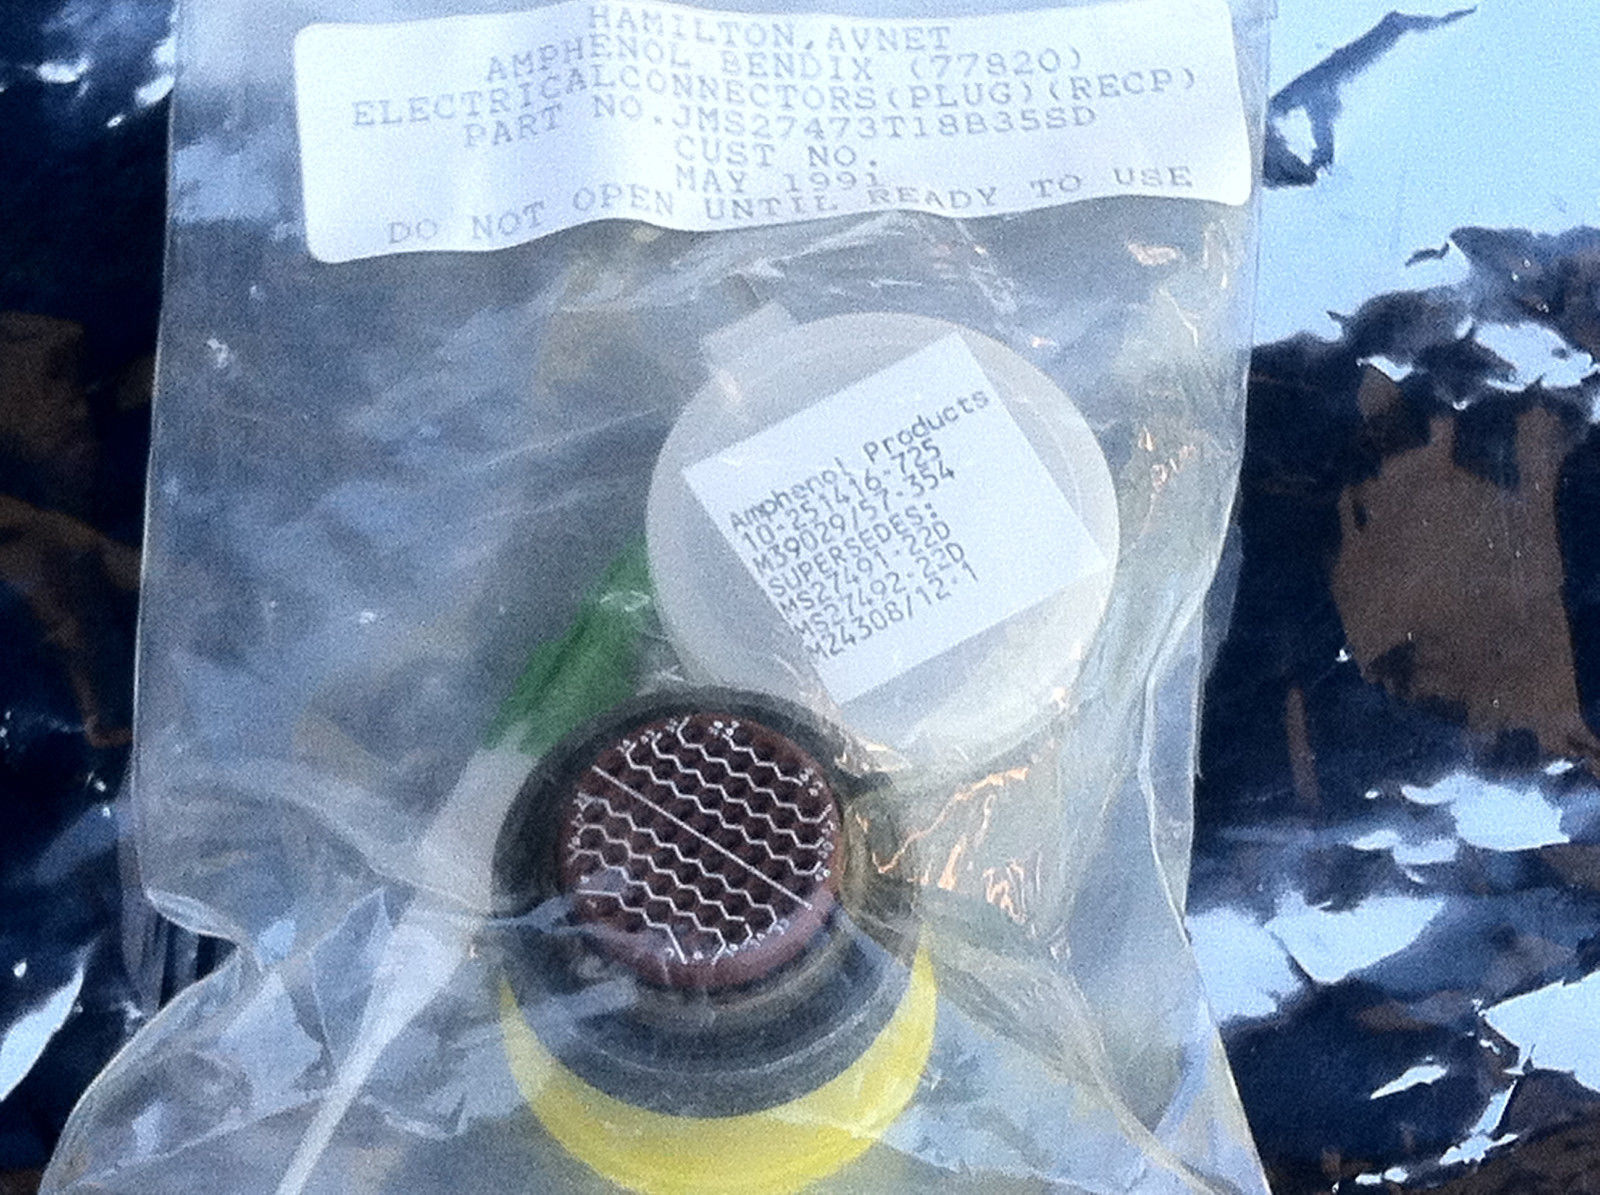 HAMILTON,AVNET
AMPHENOL BENDIX (77820)
ELECTRICALCONNECTORS(PLUG)(RECP)
PART NO.JMS27473T18B35SD
CUST NO.
MAY 1991
DO NOT OPEN UNTIL READY TO USE
Amphenol Products
10-251416-725
M39029/57-354
SUPERSEDES:
MS27491-22D
MS27492-22D
M24308/12-1